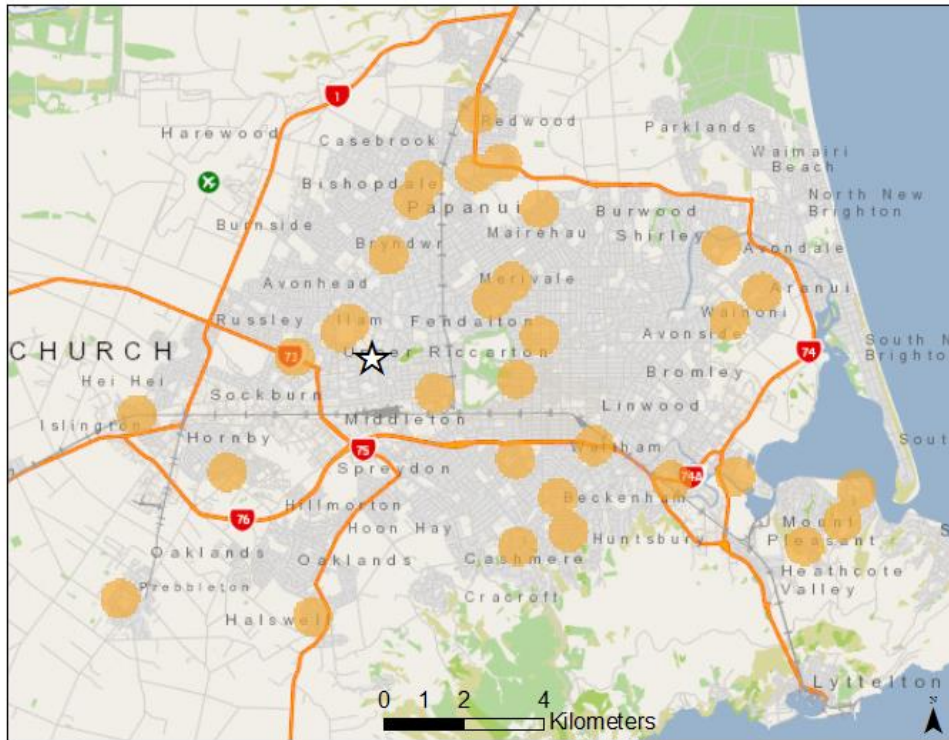 1
Redwood
Harewood
Casebrook
Parklands
Waimairi
Beach
Bishopdale
North New
Brighton
Papanui
Burwood
Burnside
Mairehau
Shirley
Bryndwr
Avondale
Avonhead
Merivale
Aranui
Russley
Ilam
Fendalton
Wainoni
Avonside
South N
Brighton
CHURCH
73
Upper Riccarton
74
Hei Hei
Bromley
Sockburn
Linwood
Islington
Middleton
Hornby
75
Waltham
Sout
Spreydon
74A
Hillmorton
Beckenham
76
Hoon Hay
Huntsbury
Mount
Pleasant
S
Oaklands
Oaklands
Cashmere
Heathcote
Valley
Prebbleton
Cracroft
Halswell
Lyttelton
0 1 2 4
Kilometers
N